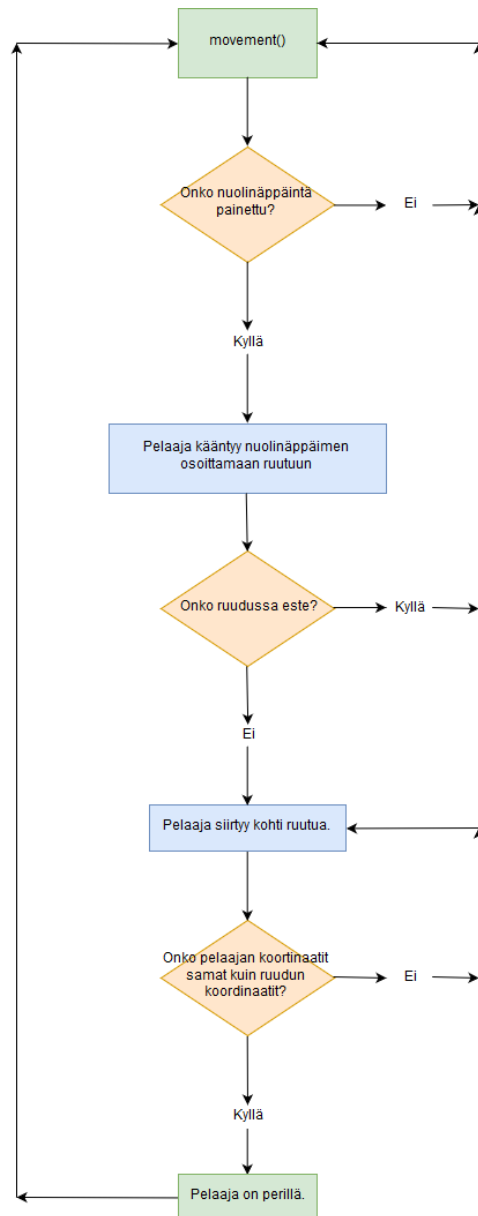 movement()
Onko nuolinäppäintä
painettu?
Ei
Kyllä
Pelaaja kääntyy nuolinäppäimen
osoittamaan ruutuun
Onko ruudussa este?
Kyllä
Ei
Pelaaja siirtyy kohti ruutua.
Onko pelaajan koortinaatit
samat kuin ruudun
koordinaatit?
Ei
Kyllä
Pelaaja on perillä.